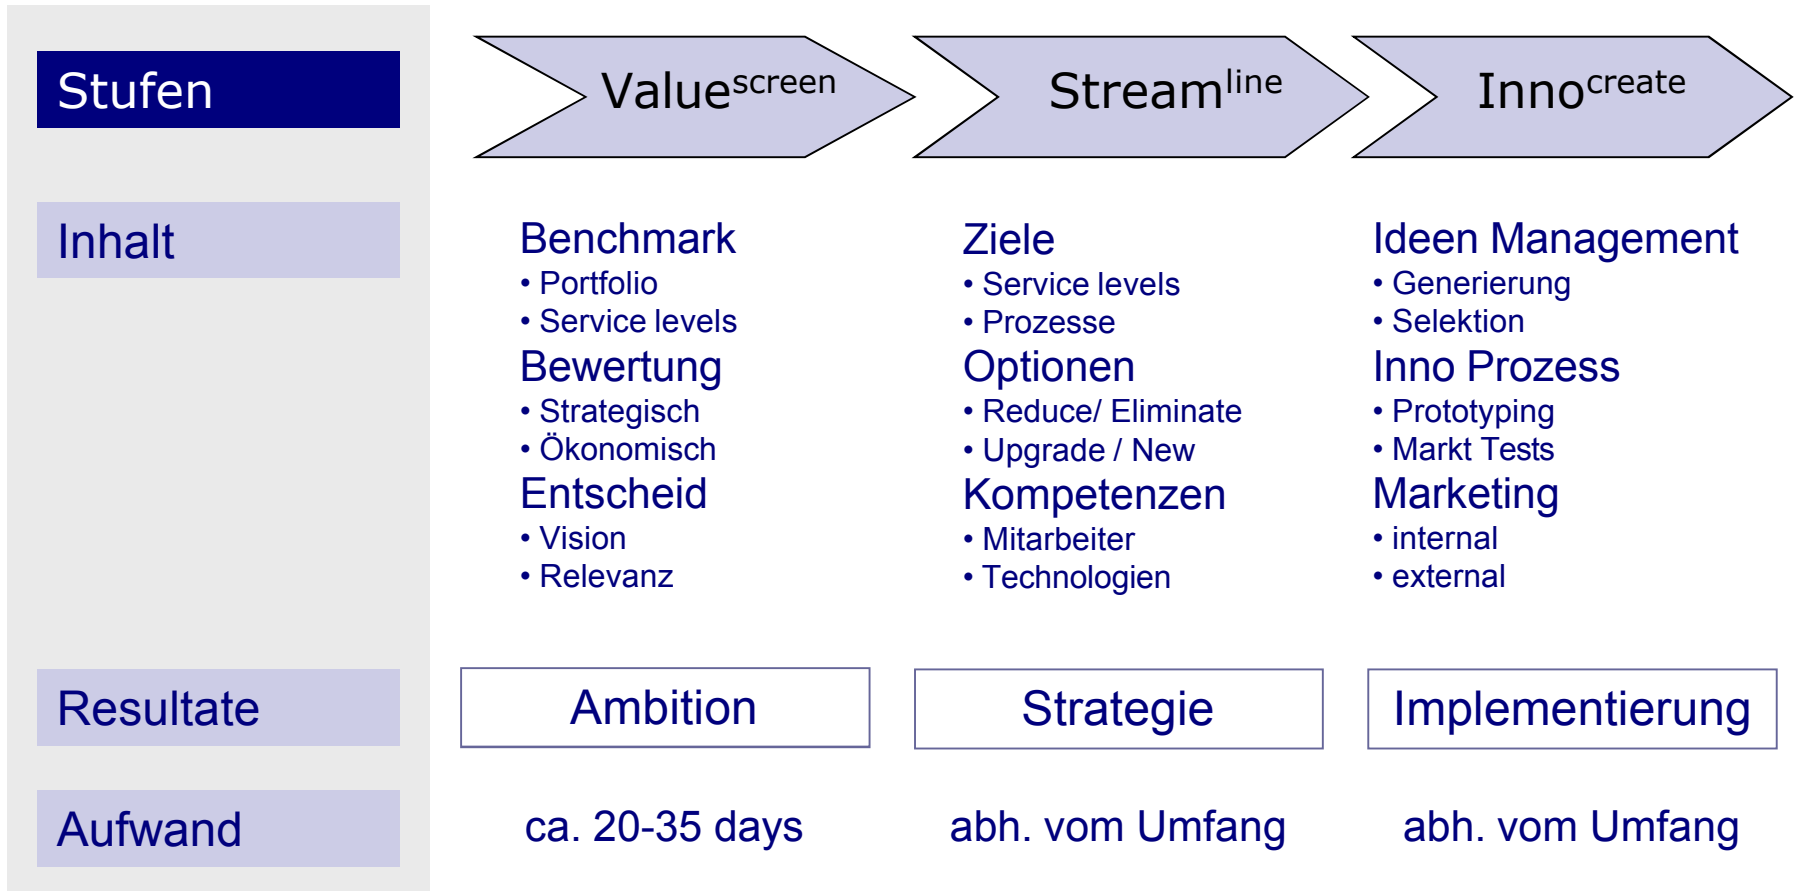 Stufen
Valuescreen
Streamline
Innocreate
Inhalt
Benchmark
• Portfolio
• Service levels
Bewertung
• Strategisch
• Ökonomisch
Entscheid
• Vision
• Relevanz
Ziele
• Service levels
• Prozesse
Optionen
• Reduce/ Eliminate
• Upgrade / New
Kompetenzen
• Mitarbeiter
• Technologien
Ideen Management
• Generierung
• Selektion
Inno Prozess
• Prototyping
• Markt Tests
Marketing
• internal
• external
Resultate
Ambition
Strategie
Implementierung
Aufwand
ca. 20-35 days
abh. vom Umfang
abh. vom Umfang